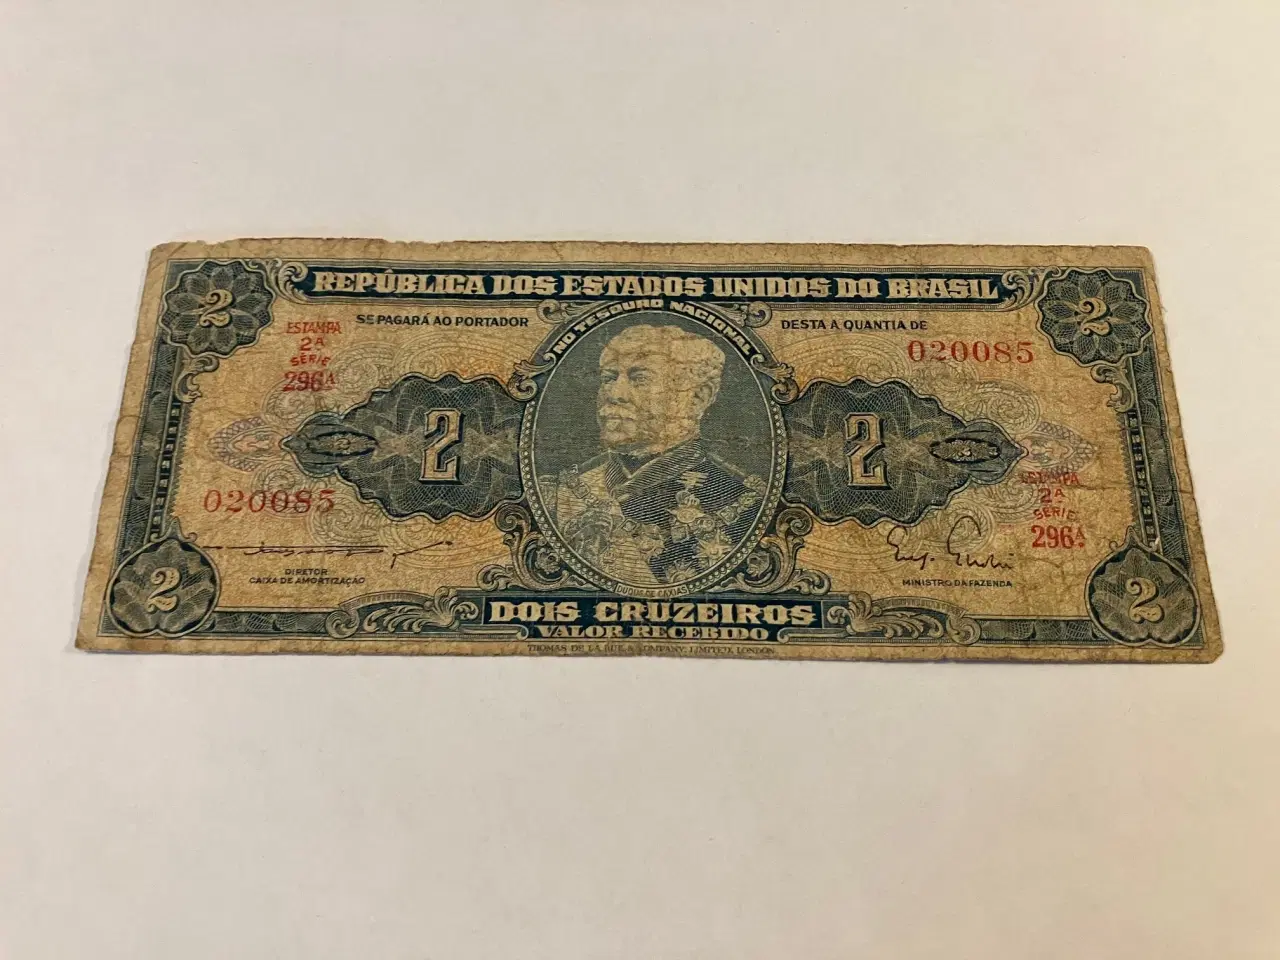 REPÚBLICA DOS ESTADOS UNIDOS DO BRASIL
2
2
ESTAMPA
2ª
SÉRIE
296ª
SE PAGARÁ AO PORTADOR
NO TESOURO NACIONAL
DESTA A QUANTIA DE
020085
2
2
020085
ESTAMPA
2ª
SÉRIE
296ª
DIRETOR
CAIXA DE AMORTIZAÇÃO
DUQUE DE CAXIAS
MINISTRO DA FAZENDA
2
2
DOIS CRUZEIROS
VALOR RECEBIDO
THOMAS DE LA RUE & COMPANY, LIMITED, LONDON